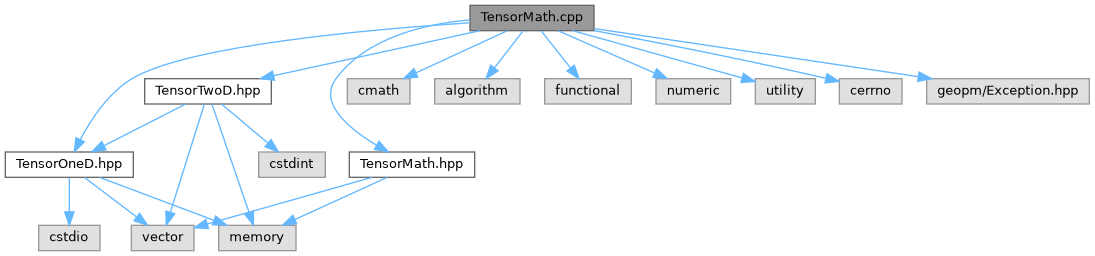 TensorMath.cpp
TensorTwoD.hpp
cmath
algorithm
functional
numeric
utility
cerrno
geopm/Exception.hpp
TensorOneD.hpp
cstdint
TensorMath.hpp
cstdio
vector
memory